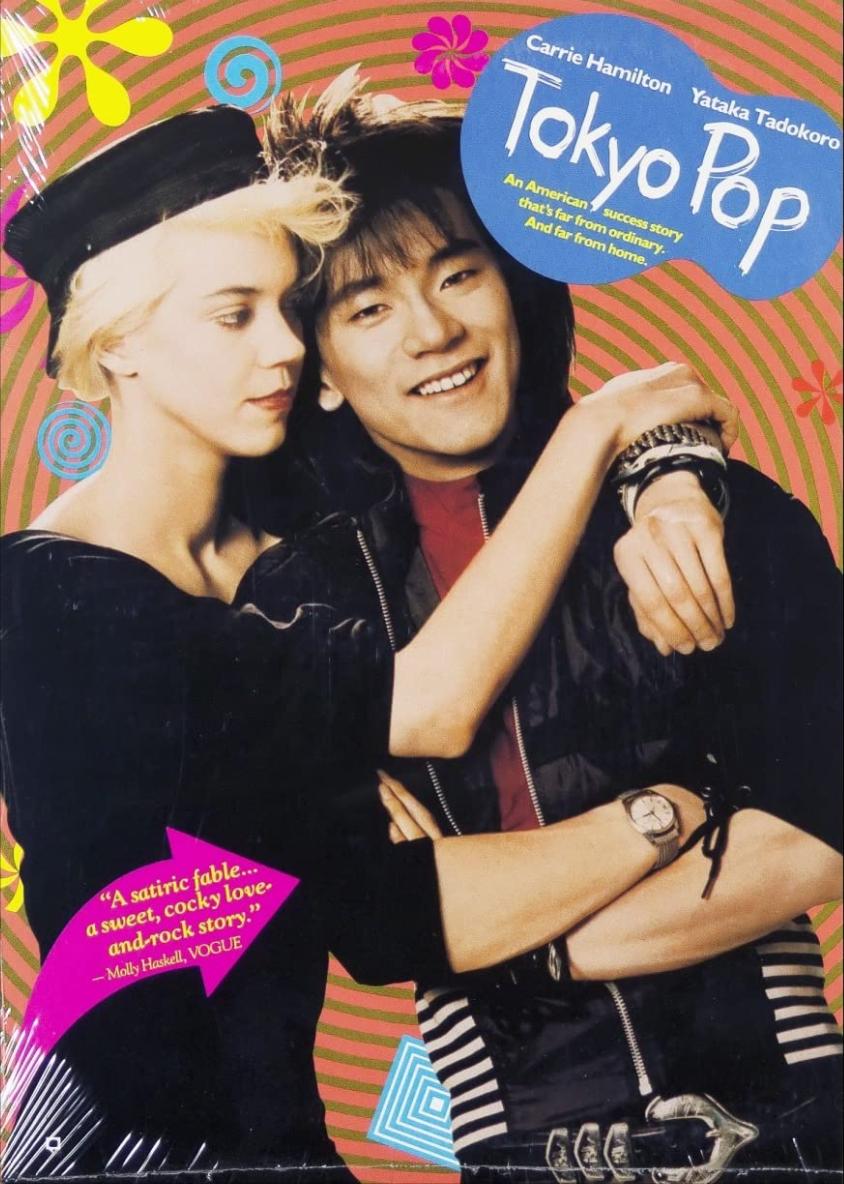 Carrie Hamilton Yataka Tadokoro
Tokyo Pop
An American success story
that's far from ordinary.
And far from home.
"A satiric fable...
a sweet, cocky love-
and-rock story."
— Molly Haskell, VOGUE